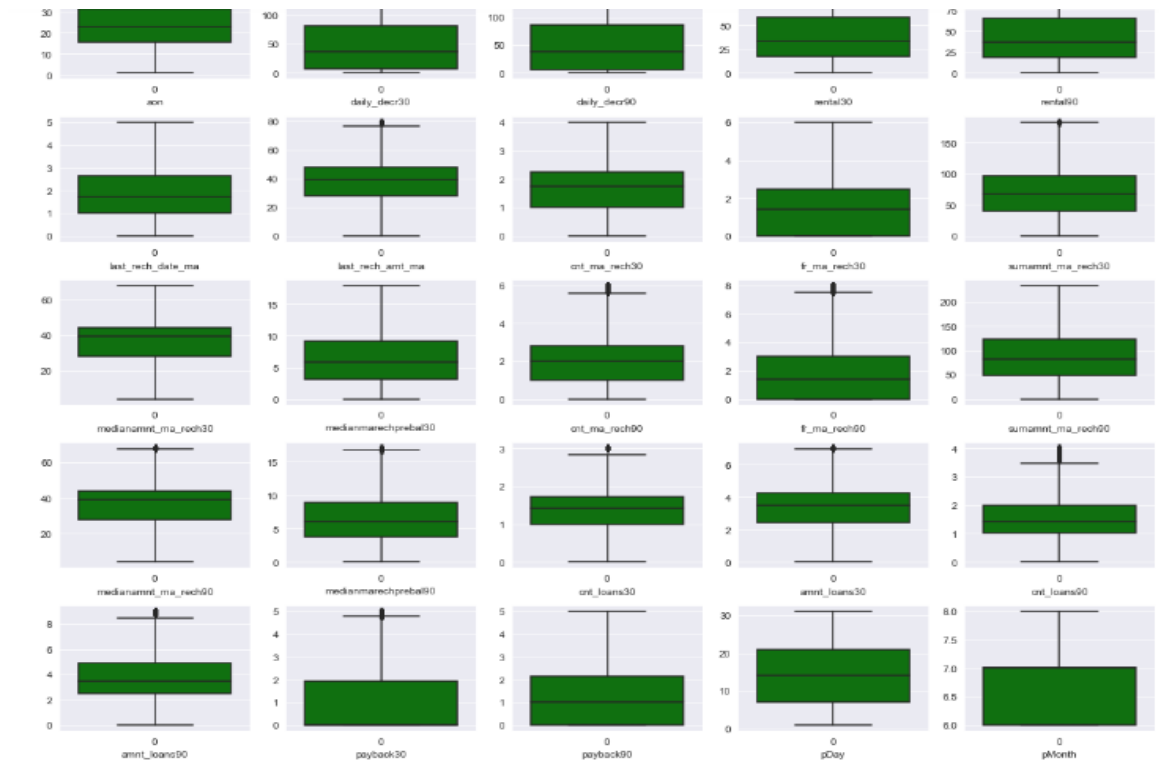 30 100 100 50 75
20 50 50 25 50
10 0 0 0 25
0 0
0 0 0 0 0
aon daily_decr30 daily_decr90 rental30 rental90
5 80 4 6 150
4 60 3 4 100
3 40 2 2 50
2 20 1 0 0
1 0 0
0
0 0 0 0 0
last_rech_date_ma last_rech_amt_ma cnt_ma_rech30 fr_ma_rech30 sumamnt_ma_rech30
60 15 6 8 200
40 10 4 6 150
20 5 2 4 100
0 0 2 50
0 0
0 0 0 0 0
medianamnt_ma_rech30 medianmarechprebal30 cnt_ma_rech90 fr_ma_rech90 sumamnt_ma_rech90
60 15 3 6 4
40 10 2 4 3
20 5 1 2 2
0 0 0 1
0
0 0 0 0 0
medianamnt_ma_rech90 medianmarechprebal90 cnt_loans30 amnt_loans30 cnt_loans90
8 5 5 30 8.0
6 4 4 20 7.5
4 3 3 10 7.0
2 2 2 0 6.5
0 1 1 6.0
0 0
0 0 0 0 0
amnt_loans90 payback30 payback90 pDay pMonth